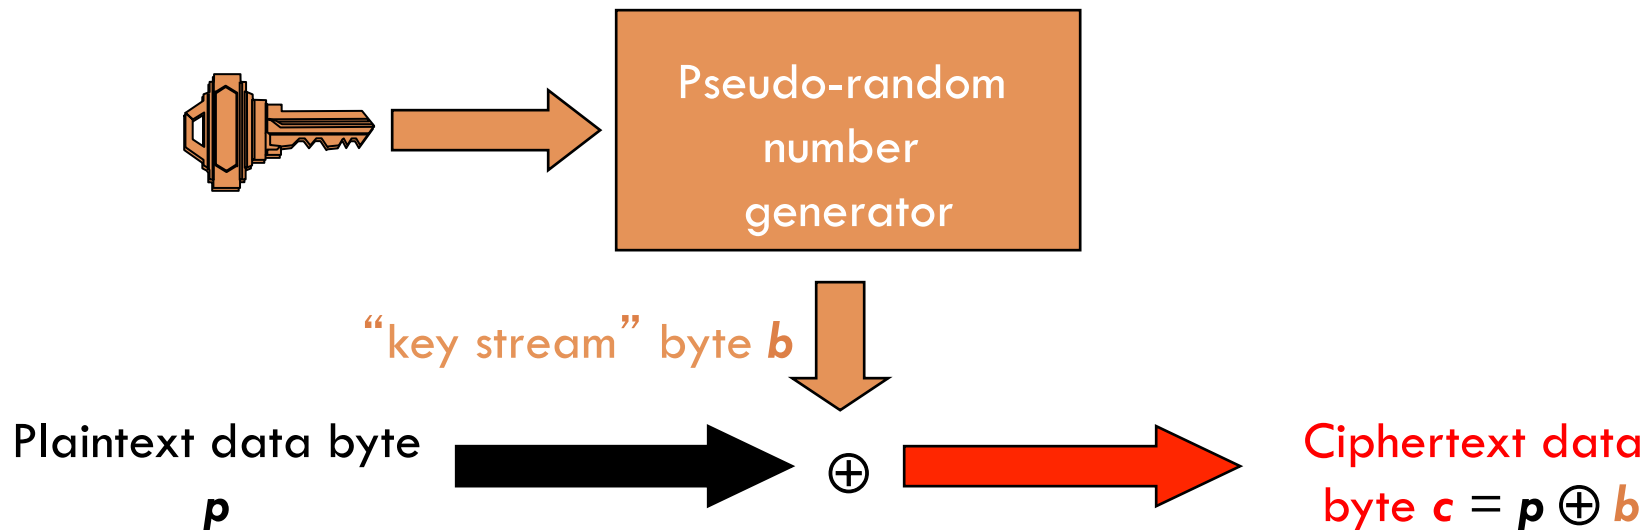 Pseudo-random
number
generator
“key stream” byte b
Plaintext data byte
p
⊕
Ciphertext data
byte c = p ⊕ b